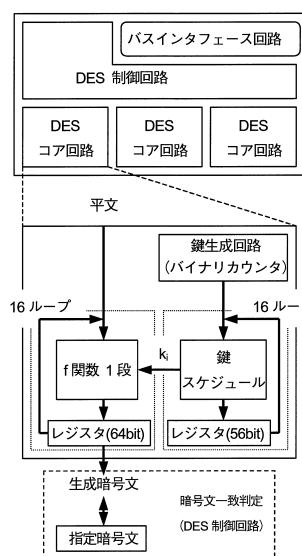 バスインタフェース回路
DES 制御回路
DES
コア回路
DES
コア回路
DES
コア回路
平文
鍵生成回路
(バイナリカウンタ)
16 ループ
16 ルー
f 関数 1 段
ki
鍵
スケジュール
レジスタ(64bit)
レジスタ(56bit)
生成暗号文
暗号文一致判定
(DES 制御回路)
指定暗号文